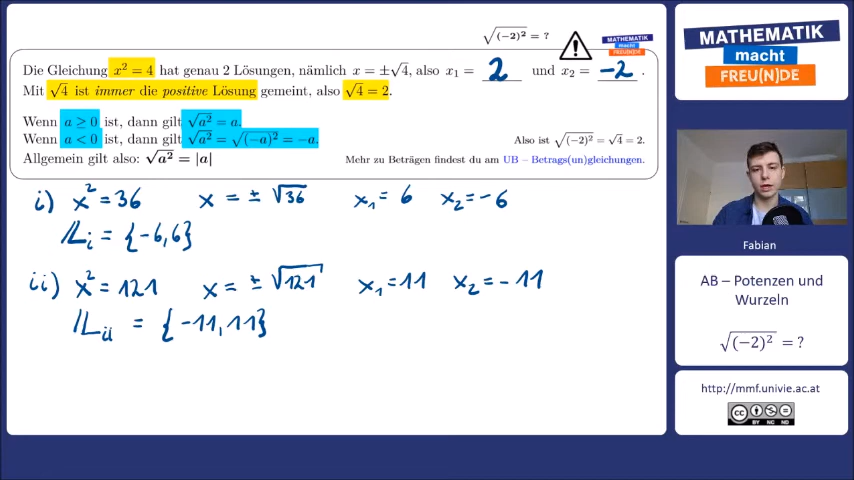 √(-2)² = ?
MATHEMATIK
macht
FREU(N)DE
Die Gleichung x² = 4 hat genau 2 Lösungen, nämlich x = ±√4, also x₁ = 2 und x₂ = -2.
Mit √4 ist immer die positive Lösung gemeint, also √4 = 2.
Wenn a ≥ 0 ist, dann gilt √a² = a.
Wenn a < 0 ist, dann gilt √a² = √(-a)² = -a.
Also ist √(-2)² = √4 = 2.
Allgemein gilt also: √a² = |a|
Mehr zu Beträgen findest du am UB – Betrags(un)gleichungen.
i) x² = 36 x = ± √36 x₁ = 6 x₂ = -6
𝕃ᵢ = {-6, 6}
ii) x² = 121 x = ± √121 x₁ = 11 x₂ = -11
𝕃ᵢᵢ = {-11, 11}
MATHEMATIK
macht
FREU(N)DE
Fabian
AB – Potenzen und
Wurzeln
√(-2)² = ?
http://mmf.univie.ac.at
CC BY NC ND